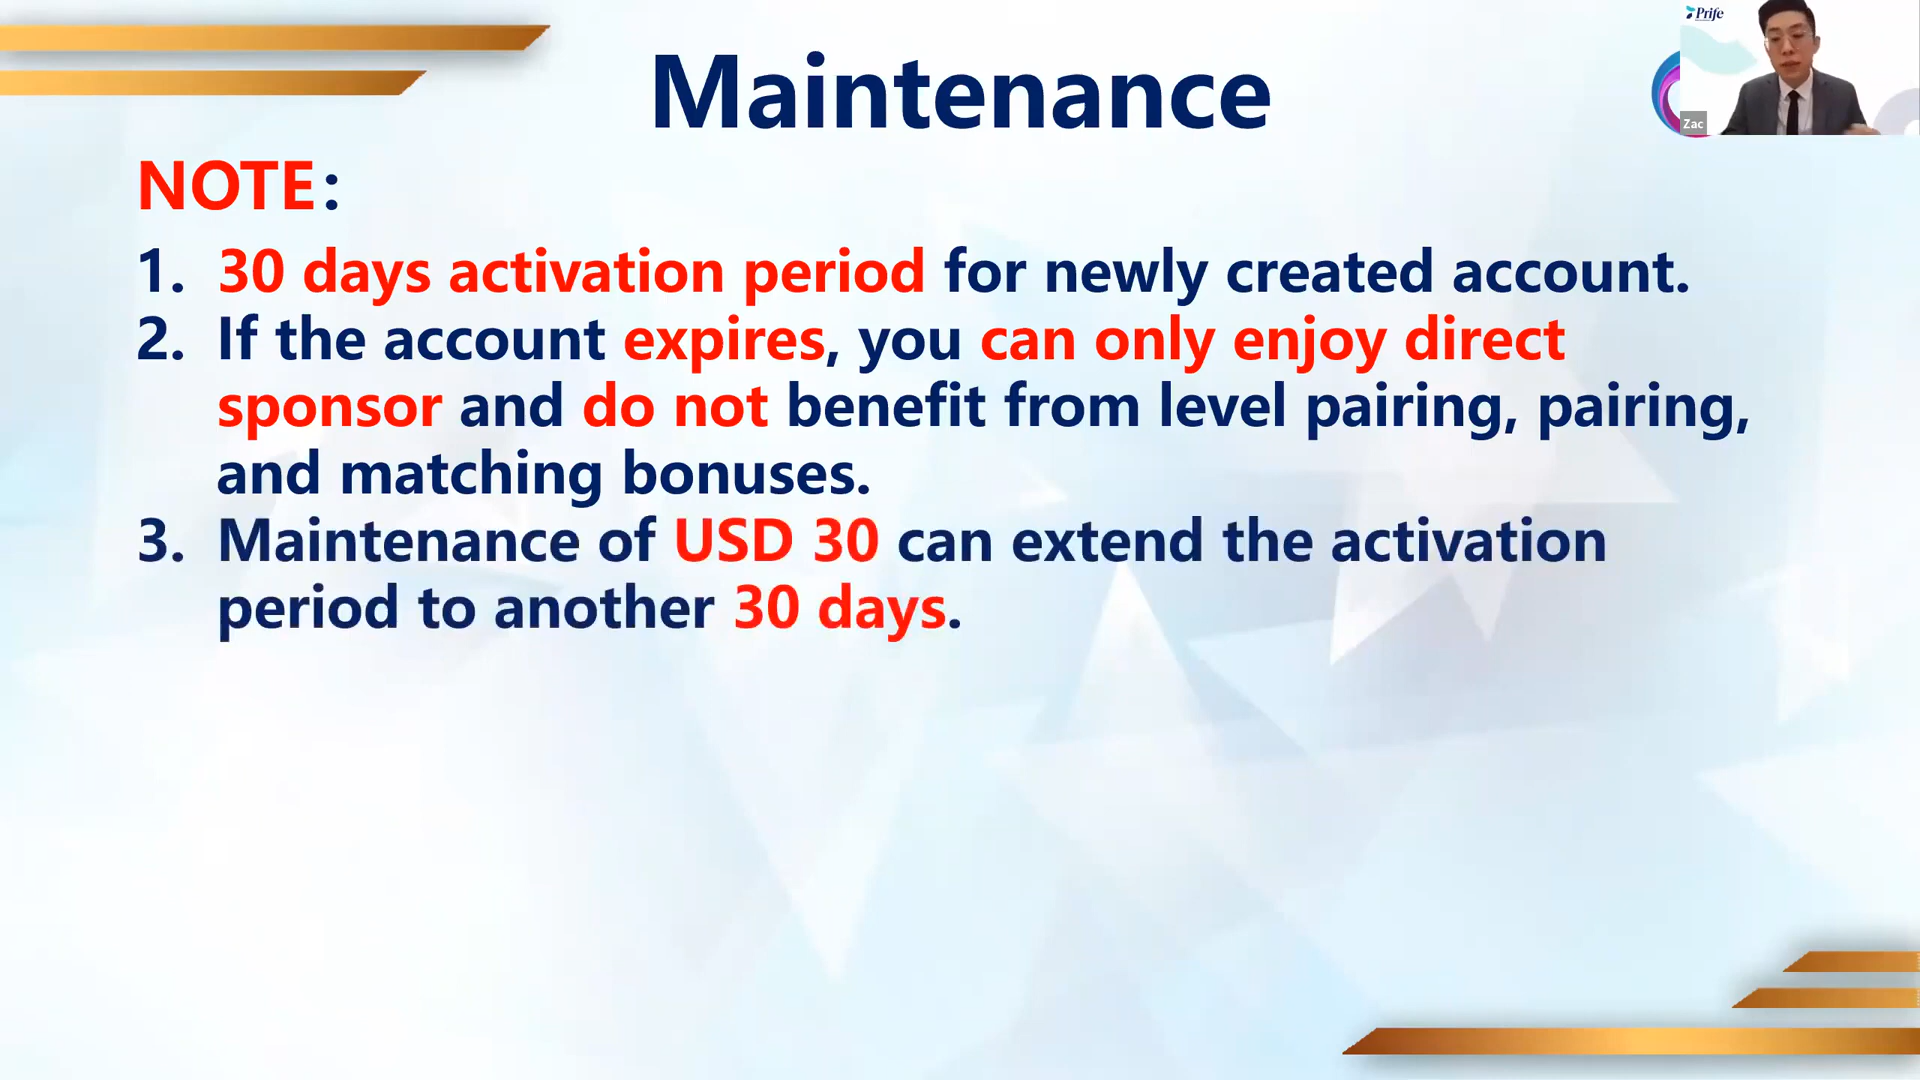 Prife
Maintenance
Zac
NOTE:
1. 30 days activation period for newly created account.
2. If the account expires, you can only enjoy direct
sponsor and do not benefit from level pairing, pairing,
and matching bonuses.
3. Maintenance of USD 30 can extend the activation
period to another 30 days.